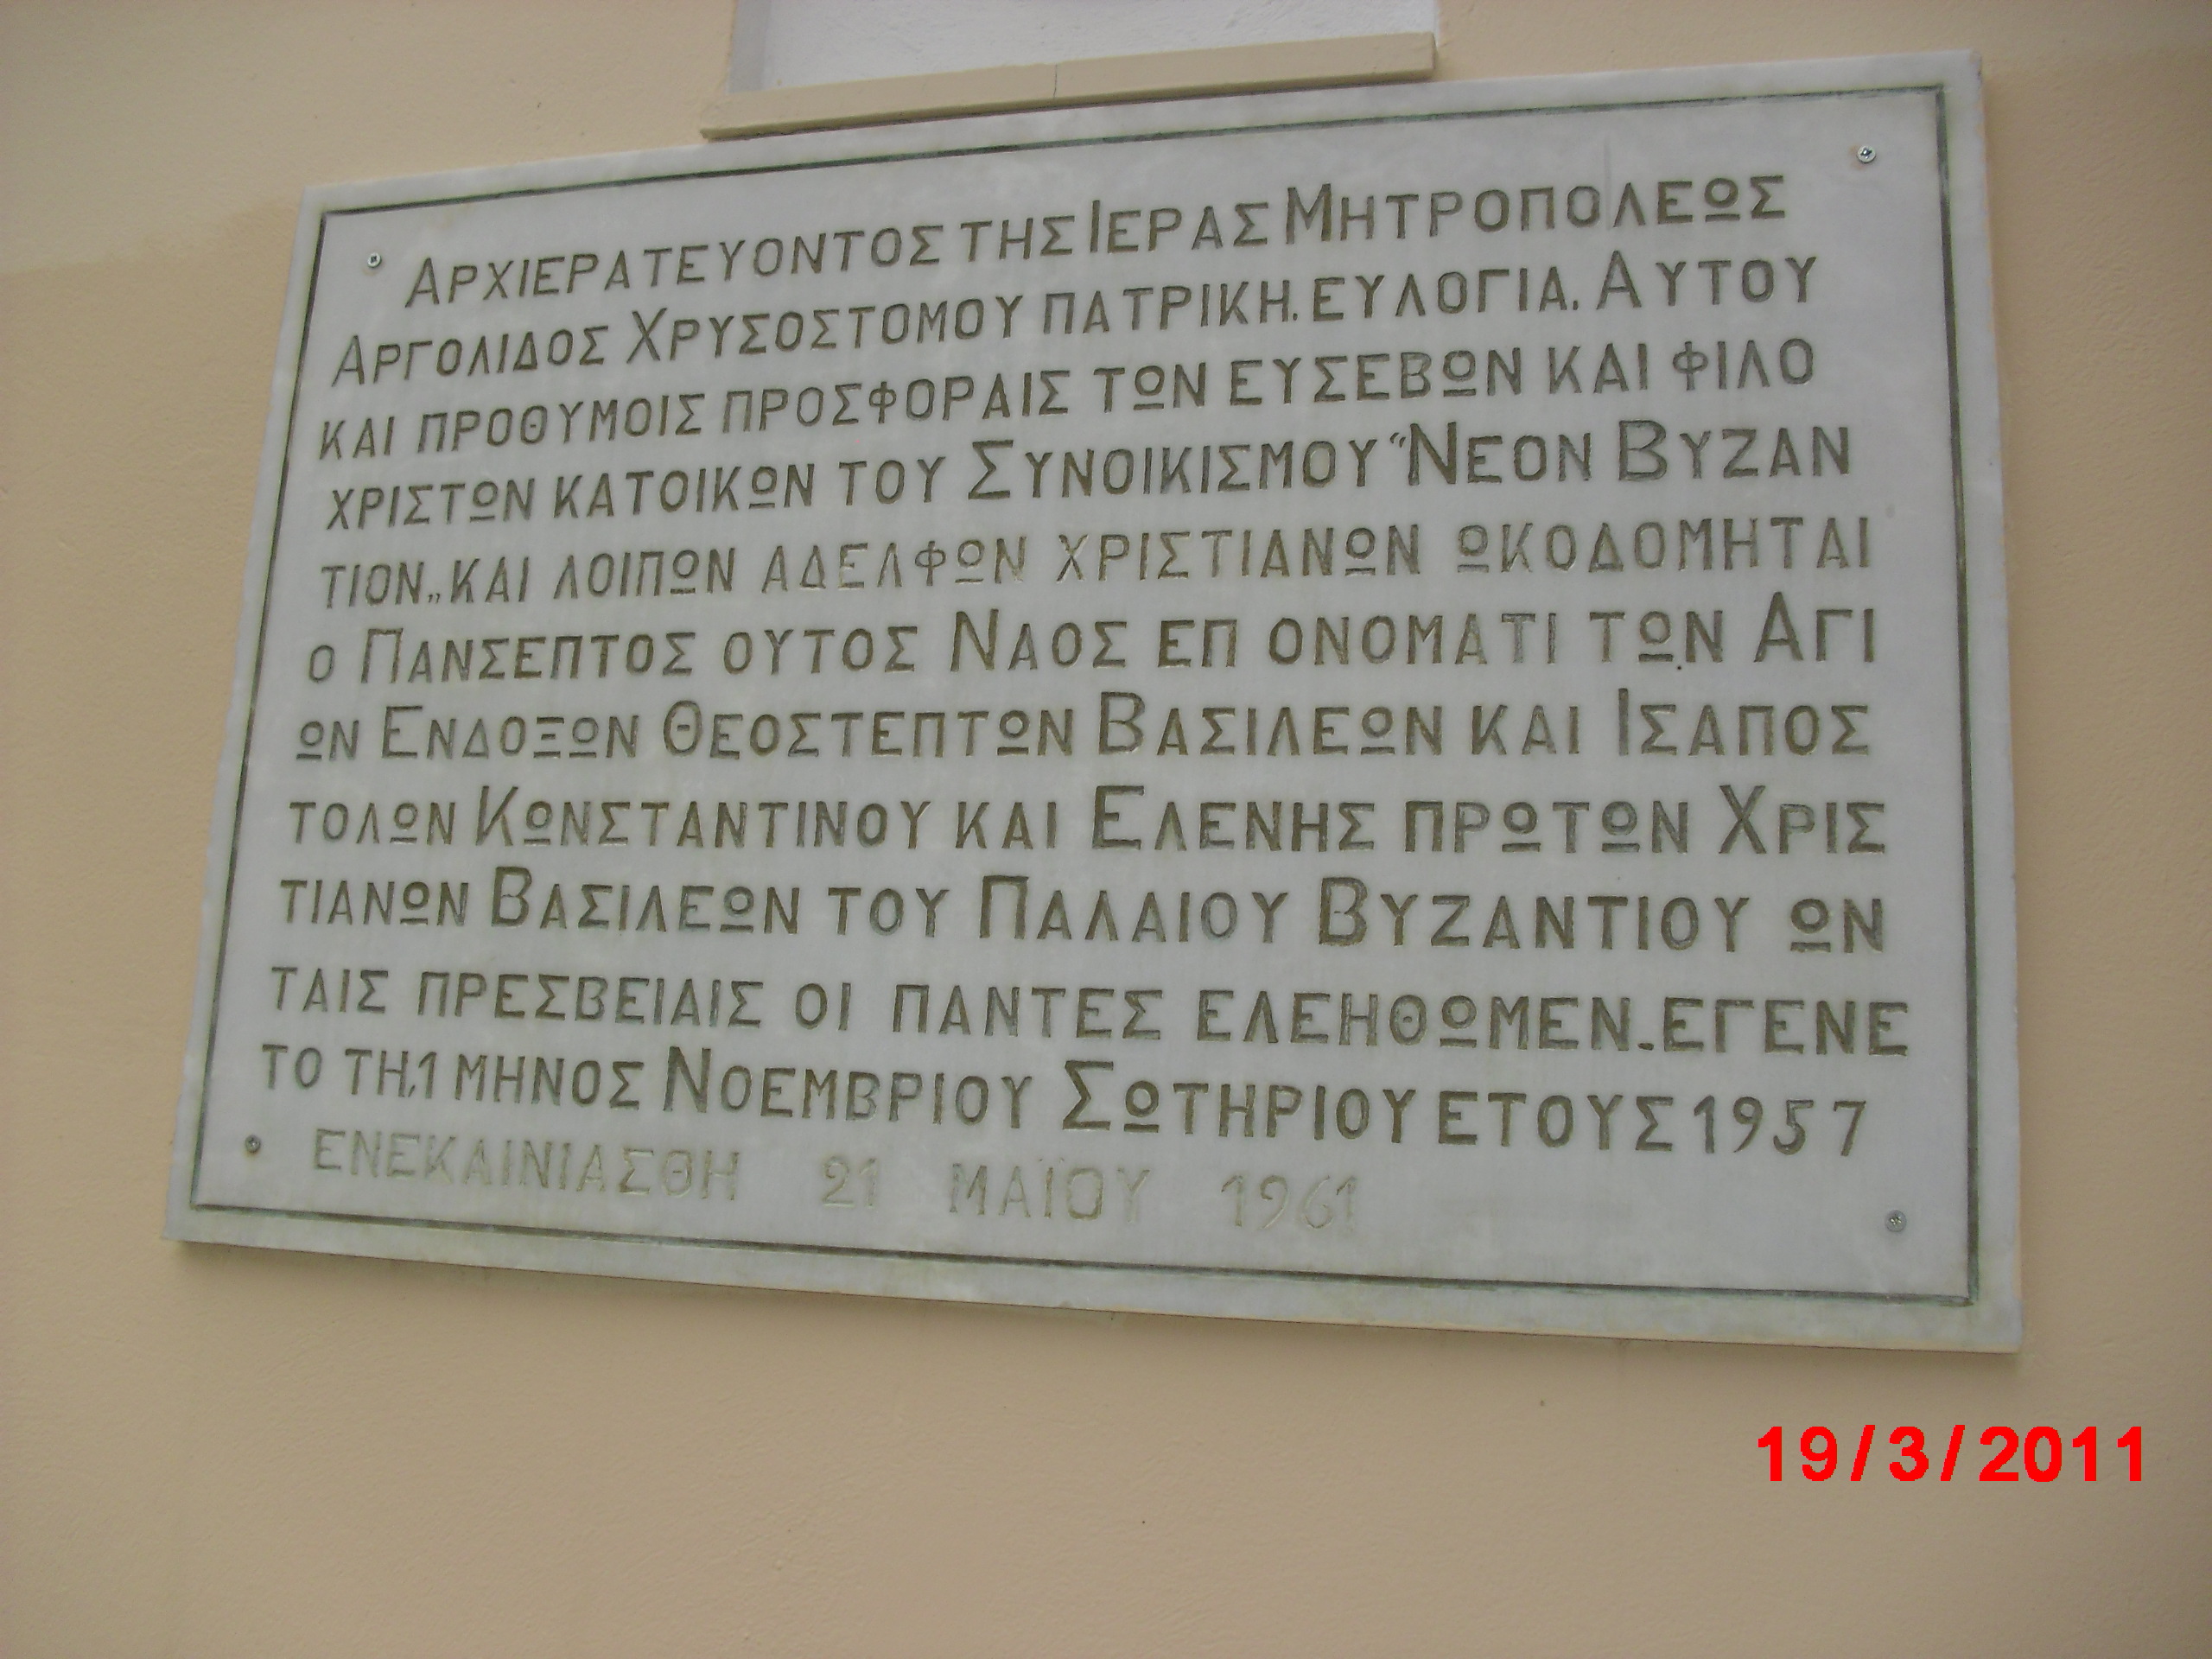 ΑΡΧΙΕΡΑΤΕΥΟΝΤΟΣ ΤΗΣ ΙΕΡΑΣ ΜΗΤΡΟΠΟΛΕΩΣ
ΑΡΓΟΛΙΔΟΣ ΧΡΥΣΟΣΤΟΜΟΥ ΠΑΤΡΙΚΗ. ΕΥΛΟΓΙΑ. ΑΥΤΟΥ
ΚΑΙ ΠΡΟΘΥΜΟΙΣ ΠΡΟΣΦΟΡΑΙΣ ΤΩΝ ΕΥΣΕΒΩΝ ΚΑΙ ΦΙΛΟ
ΧΡΙΣΤΩΝ ΚΑΤΟΙΚΩΝ ΤΟΥ ΣΥΝΟΙΚΙΣΜΟΥ “ΝΕΟΝ ΒΥΖΑΝ
ΤΙΟΝ„ ΚΑΙ ΛΟΙΠΩΝ ΑΔΕΛΦΩΝ ΧΡΙΣΤΙΑΝΩΝ ΩΚΟΔΟΜΗΤΑΙ
Ο ΠΑΝΣΕΠΤΟΣ ΟΥΤΟΣ ΝΑΟΣ ΕΠ ΟΝΟΜΑΤΙ ΤΩΝ ΑΓΙ
ΩΝ ΕΝΔΟΞΩΝ ΘΕΟΣΤΕΠΤΩΝ ΒΑΣΙΛΕΩΝ ΚΑΙ ΙΣΑΠΟΣ
ΤΟΛΩΝ ΚΩΝΣΤΑΝΤΙΝΟΥ ΚΑΙ ΕΛΕΝΗΣ ΠΡΩΤΩΝ ΧΡΙΣ
ΤΙΑΝΩΝ ΒΑΣΙΛΕΩΝ ΤΟΥ ΠΑΛΑΙΟΥ ΒΥΖΑΝΤΙΟΥ ΩΝ
ΤΑΙΣ ΠΡΕΣΒΕΙΑΙΣ ΟΙ ΠΑΝΤΕΣ ΕΛΕΗΘΩΜΕΝ.- ΕΓΕΝΕ
ΤΟ ΤΗ.1 ΜΗΝΟΣ ΝΟΕΜΒΡΙΟΥ ΣΩΤΗΡΙΟΥ ΕΤΟΥΣ 1957
ΕΝΕΚΑΙΝΙΑΣΘΗ 21 ΜΑΪΟΥ 1961
19/3/2011